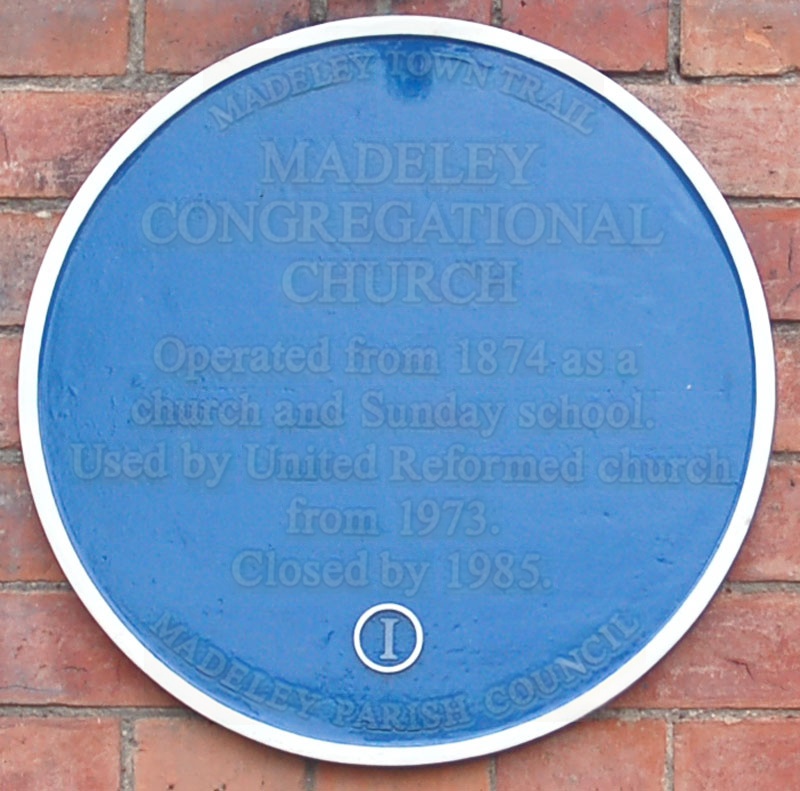 MADELEY TOWN TRAIL
MADELEY
CONGREGATIONAL
CHURCH
Operated from 1874 as a
church and Sunday school.
Used by United Reformed church
from 1973.
Closed by 1985.
I
MADELEY PARISH COUNCIL